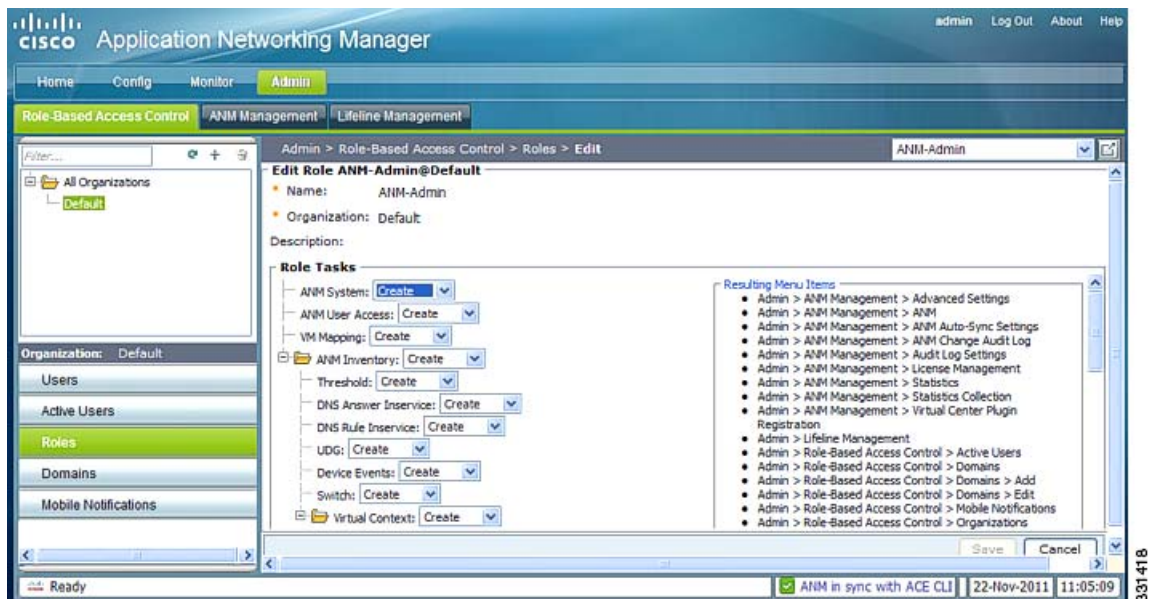 cisco Application Networking Manager
admin Log Out About Help
Home Config Monitor Admin
Role-Based Access Control ANM Management Lifeline Management
Filter...
All Organizations
Default
Organization: Default
Users
Active Users
Roles
Domains
Mobile Notifications
Admin > Role-Based Access Control > Roles > Edit
ANM-Admin
Edit Role ANM-Admin@Default
* Name: ANM-Admin
* Organization: Default
Description:
Role Tasks
ANM System: Create
ANM User Access: Create
VM Mapping: Create
ANM Inventory: Create
Threshold: Create
DNS Answer Inservice: Create
DNS Rule Inservice: Create
UDG: Create
Device Events: Create
Switch: Create
Virtual Context: Create
Resulting Menu Items
• Admin > ANM Management > Advanced Settings
• Admin > ANM Management > ANM
• Admin > ANM Management > ANM Auto-Sync Settings
• Admin > ANM Management > ANM Change Audit Log
• Admin > ANM Management > Audit Log Settings
• Admin > ANM Management > License Management
• Admin > ANM Management > Statistics
• Admin > ANM Management > Statistics Collection
• Admin > ANM Management > Virtual Center Plugin
Registration
• Admin > Lifeline Management
• Admin > Role-Based Access Control > Active Users
• Admin > Role-Based Access Control > Domains
• Admin > Role-Based Access Control > Domains > Add
• Admin > Role-Based Access Control > Domains > Edit
• Admin > Role-Based Access Control > Mobile Notifications
• Admin > Role-Based Access Control > Organizations
Save Cancel
Ready
ANM in sync with ACE CLI 22-Nov-2011 11:05:09
331418